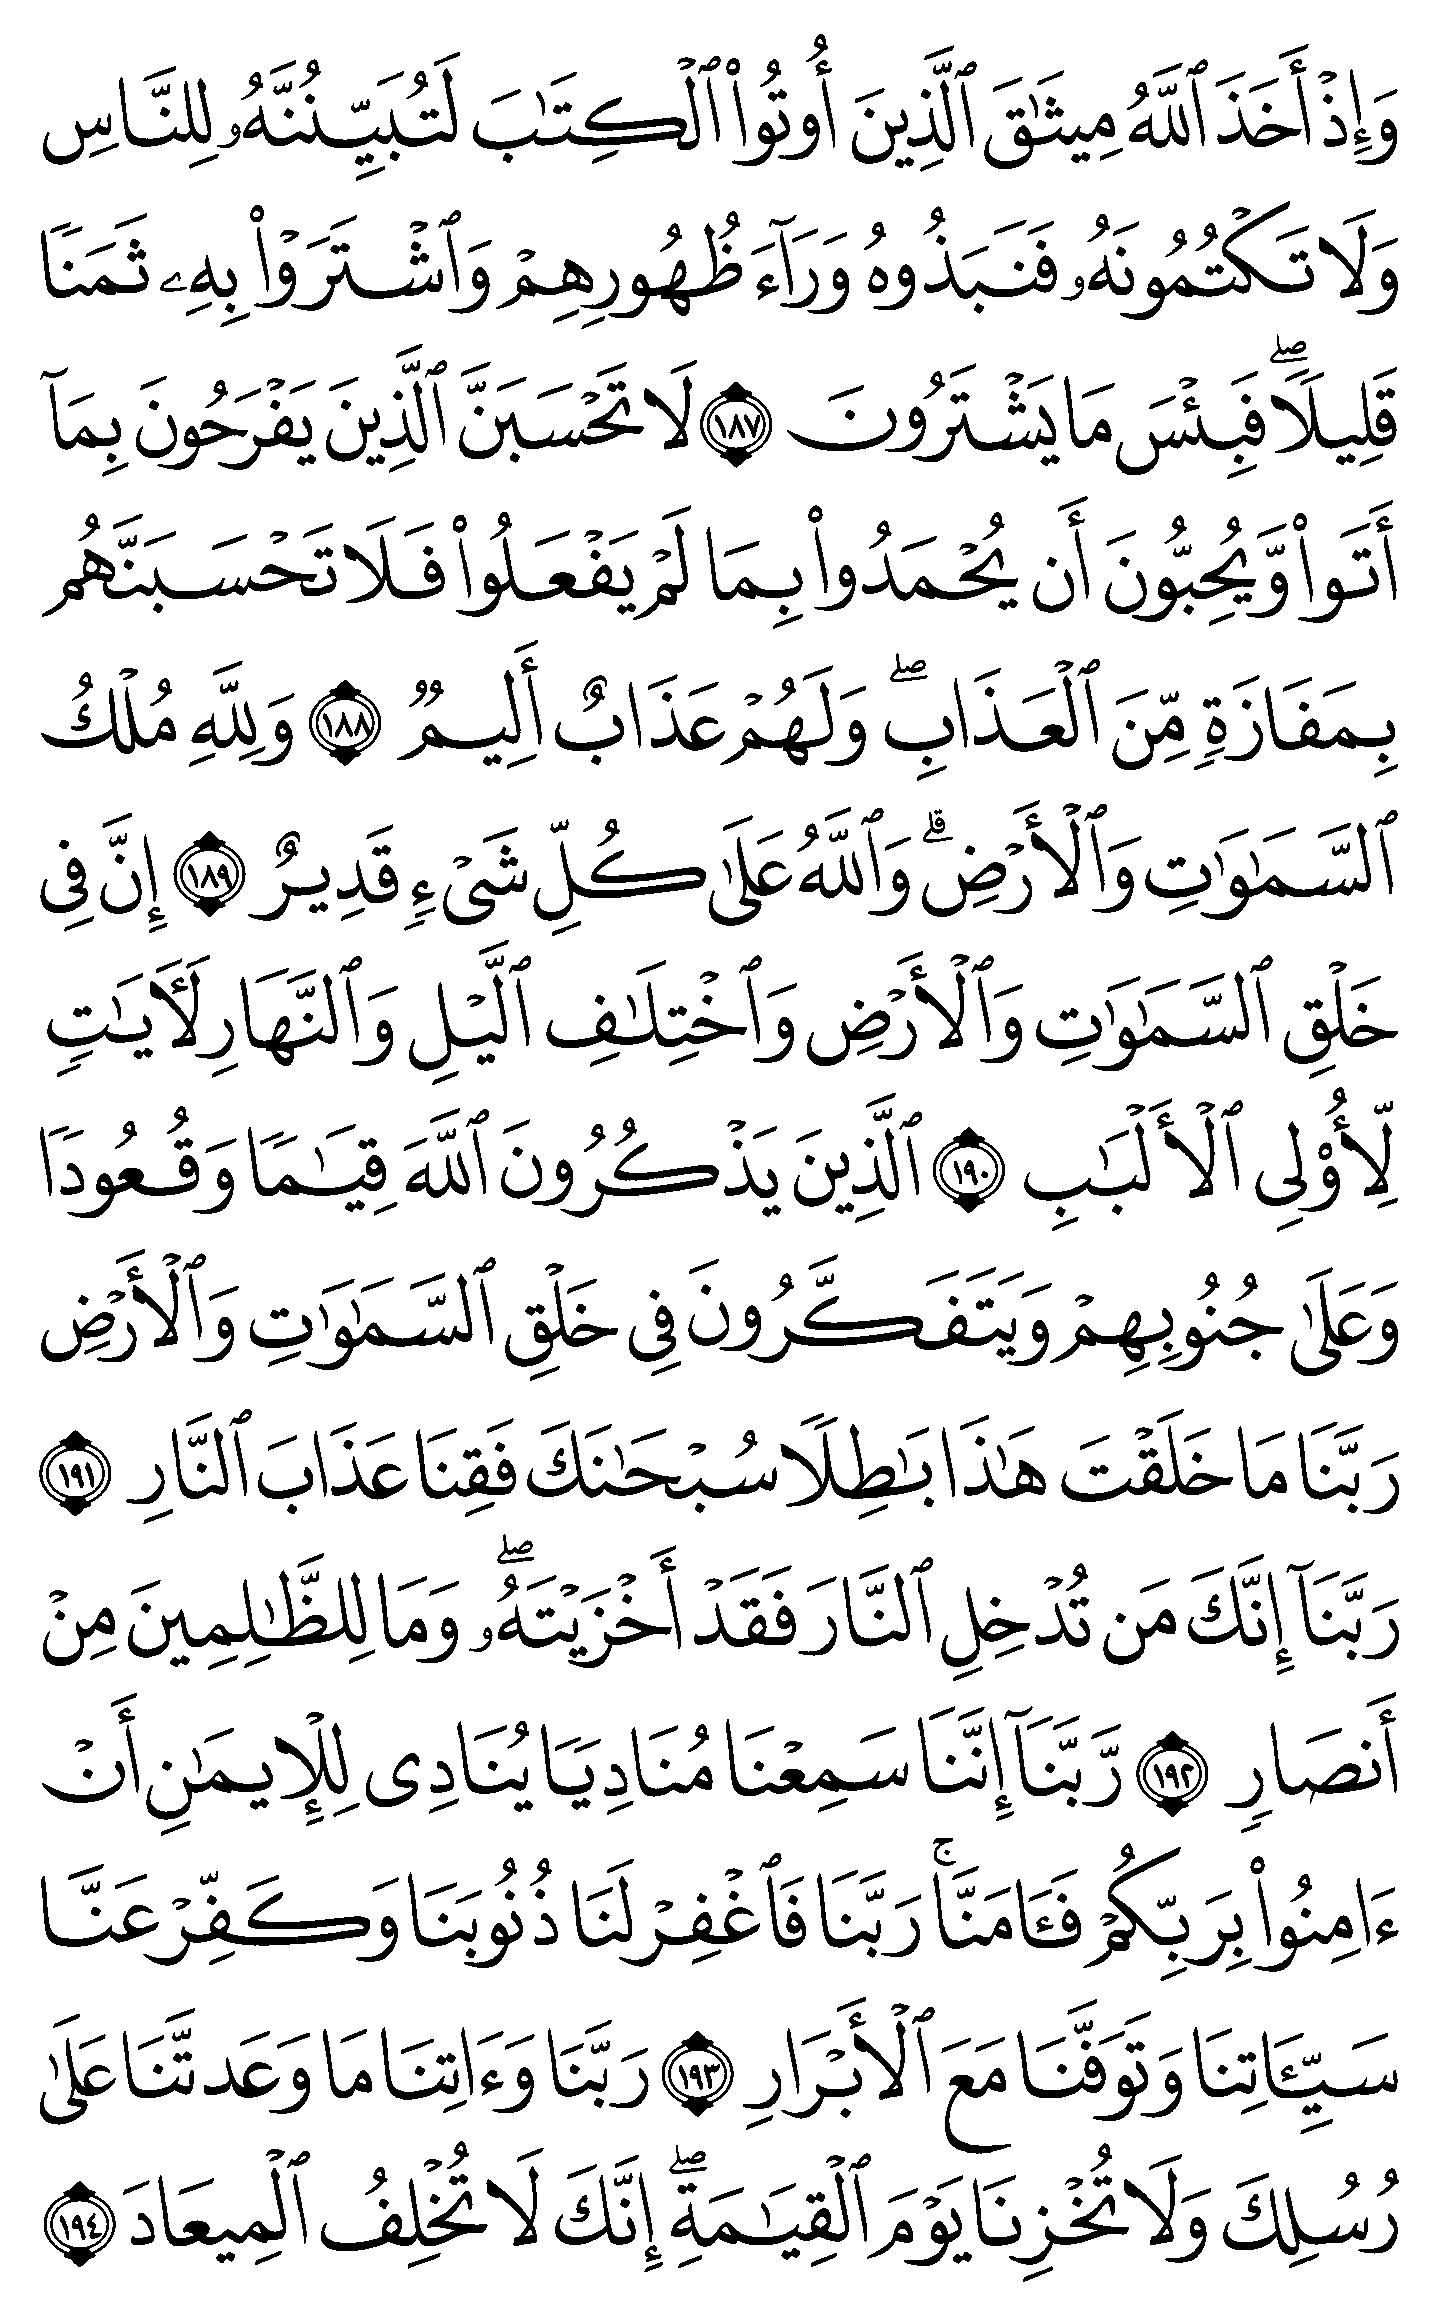 وَإِذۡ أَخَذَ ٱللَّهُ مِيثَٰقَ ٱلَّذِينَ أُوتُواْ ٱلۡكِتَٰبَ لَتُبَيِّنُنَّهُۥ لِلنَّاسِ
وَلَا تَكۡتُمُونَهُۥ فَنَبَذُوهُ وَرَآءَ ظُهُورِهِمۡ وَٱشۡتَرَوۡاْ بِهِۦ ثَمَنٗا
قَلِيلٗاۖ فَبِئۡسَ مَا يَشۡتَرُونَ ١٨٧ لَا تَحۡسَبَنَّ ٱلَّذِينَ يَفۡرَحُونَ بِمَآ
أَتَواْ وَّيُحِبُّونَ أَن يُحۡمَدُواْ بِمَا لَمۡ يَفۡعَلُواْ فَلَا تَحۡسَبَنَّهُم
بِمَفَازَةٖ مِّنَ ٱلۡعَذَابِۖ وَلَهُمۡ عَذَابٌ أَلِيمٞ ١٨٨ وَلِلَّهِ مُلۡكُ
ٱلسَّمَٰوَٰتِ وَٱلۡأَرۡضِۗ وَٱللَّهُ عَلَىٰ كُلِّ شَيۡءٖ قَدِيرٌ ١٨٩ إِنَّ فِي
خَلۡقِ ٱلسَّمَٰوَٰتِ وَٱلۡأَرۡضِ وَٱخۡتِلَٰفِ ٱلَّيۡلِ وَٱلنَّهَارِ لَأٓيَٰتٖ
لِّأُوْلِي ٱلۡأَلۡبَٰبِ ١٩٠ ٱلَّذِينَ يَذۡكُرُونَ ٱللَّهَ قِيَٰمٗا وَقُعُودٗا
وَعَلَىٰ جُنُوبِهِمۡ وَيَتَفَكَّرُونَ فِي خَلۡقِ ٱلسَّمَٰوَٰتِ وَٱلۡأَرۡضِ
رَبَّنَا مَا خَلَقۡتَ هَٰذَا بَٰطِلٗا سُبۡحَٰنَكَ فَقِنَا عَذَابَ ٱلنَّارِ ١٩١
رَبَّنَآ إِنَّكَ مَن تُدۡخِلِ ٱلنَّارَ فَقَدۡ أَخۡزَيۡتَهُۥۖ وَمَا لِلظَّٰلِمِينَ مِنۡ
أَنصَارٖ ١٩٢ رَّبَّنَآ إِنَّنَا سَمِعۡنَا مُنَادِيٗا يُنَادِي لِلۡإِيمَٰنِ أَنۡ
ءَامِنُواْ بِرَبِّكُمۡ فَـَٔامَنَّاۚ رَبَّنَا فَٱغۡفِرۡ لَنَا ذُنُوبَنَا وَكَفِّرۡ عَنَّا
سَيِّـَٔاتِنَا وَتَوَفَّنَا مَعَ ٱلۡأَبۡرَارِ ١٩٣ رَبَّنَا وَءَاتِنَا مَا وَعَدتَّنَا عَلَىٰ
رُسُلِكَ وَلَا تُخۡزِنَا يَوۡمَ ٱلۡقِيَٰمَةِۖ إِنَّكَ لَا تُخۡلِفُ ٱلۡمِيعَادَ ١٩٤